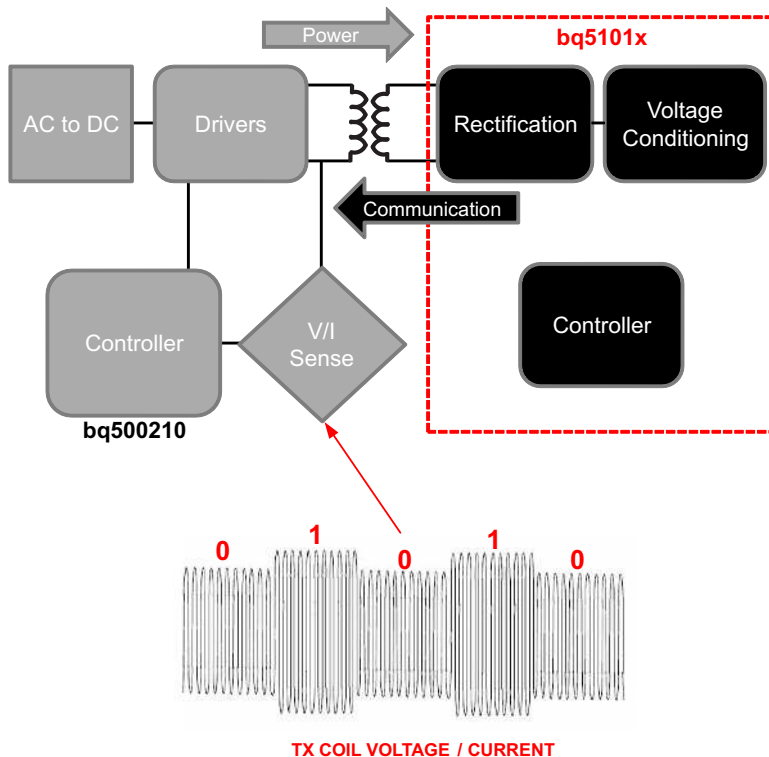 Power
bq5101x
AC to DC
Drivers
Rectification
Voltage
Conditioning
Communication
Controller
V/I
Sense
Controller
bq500210
0
1
0
1
0
TX COIL VOLTAGE / CURRENT